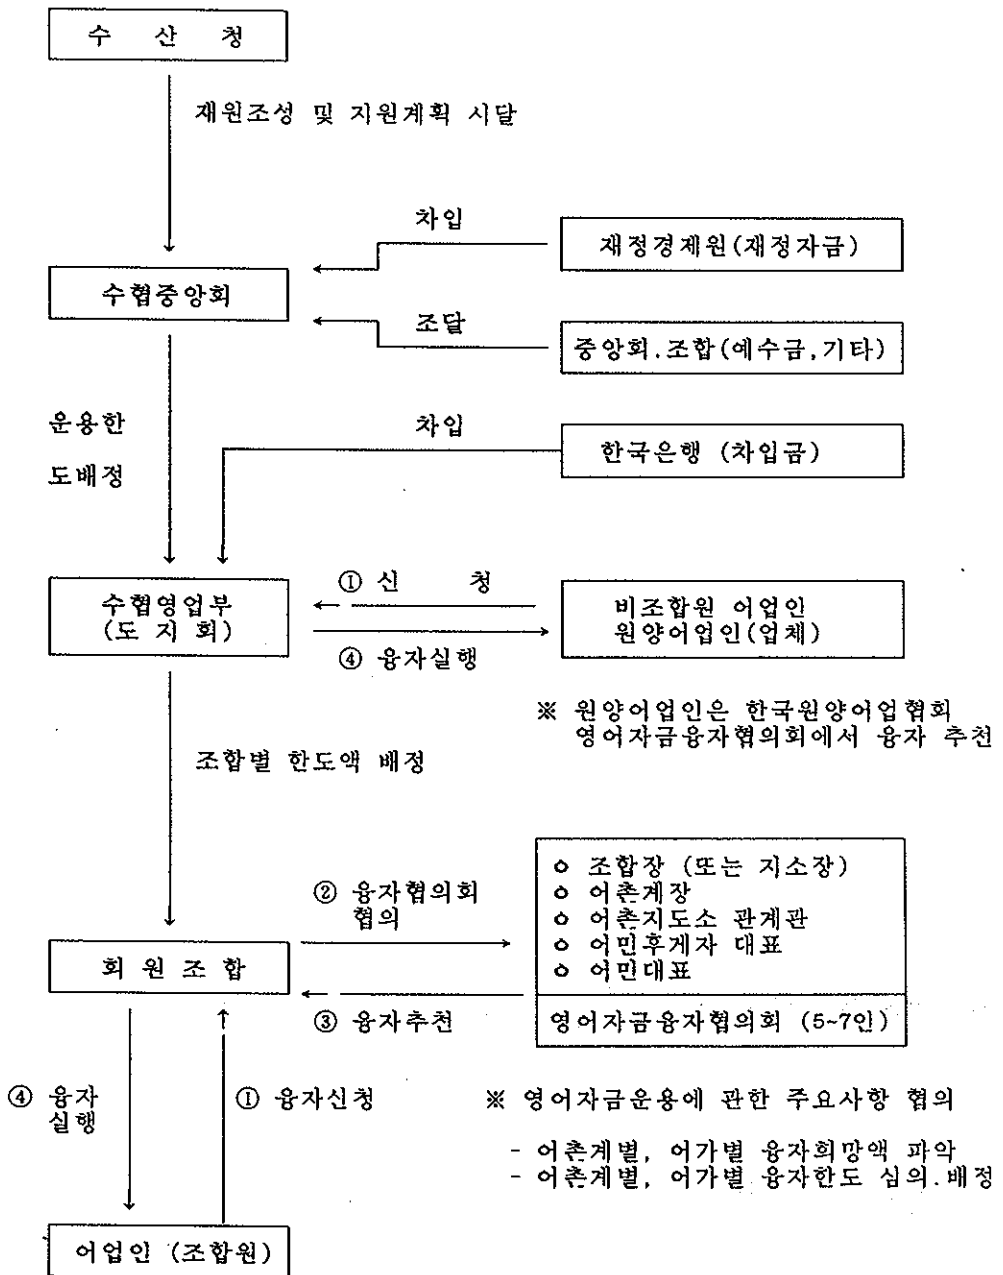 수 산 청
재원조성 및 지원계획 시달
차입
재정경제원(재정자금)
수협중앙회
조달
중앙회.조합(예수금,기타)
운용한
도배정
차입
한국은행 (차입금)
수협영업부
(도 지 회)
① 신 청
④ 융자실행
비조합원 어업인
원양어업인(업체)
※ 원양어업인은 한국원양어업협회
영어자금융자협의회에서 융자 추천
조합별 한도액 배정
② 융자협의회
협의
o 조합장 (또는 지소장)
o 어촌계장
o 어촌지도소 관계관
o 어민후게자 대표
o 어민대표
회 원 조 합
③ 융자추천
영어자금융자협의회 (5~7인)
④ 융자
실행
① 융자신청
※ 영어자금운용에 관한 주요사항 협의
- 어촌계별, 어가별 융자희망액 파악
- 어촌계별, 어가별 융자한도 심의.배정
어업인 (조합원)